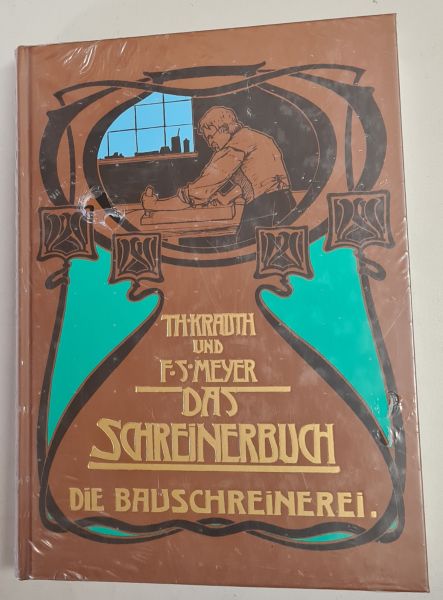 TH·KRAUTH
UND
F·S·MEYER
DAS
SCHREINERBUCH
DIE BAUSCHREINEREI.